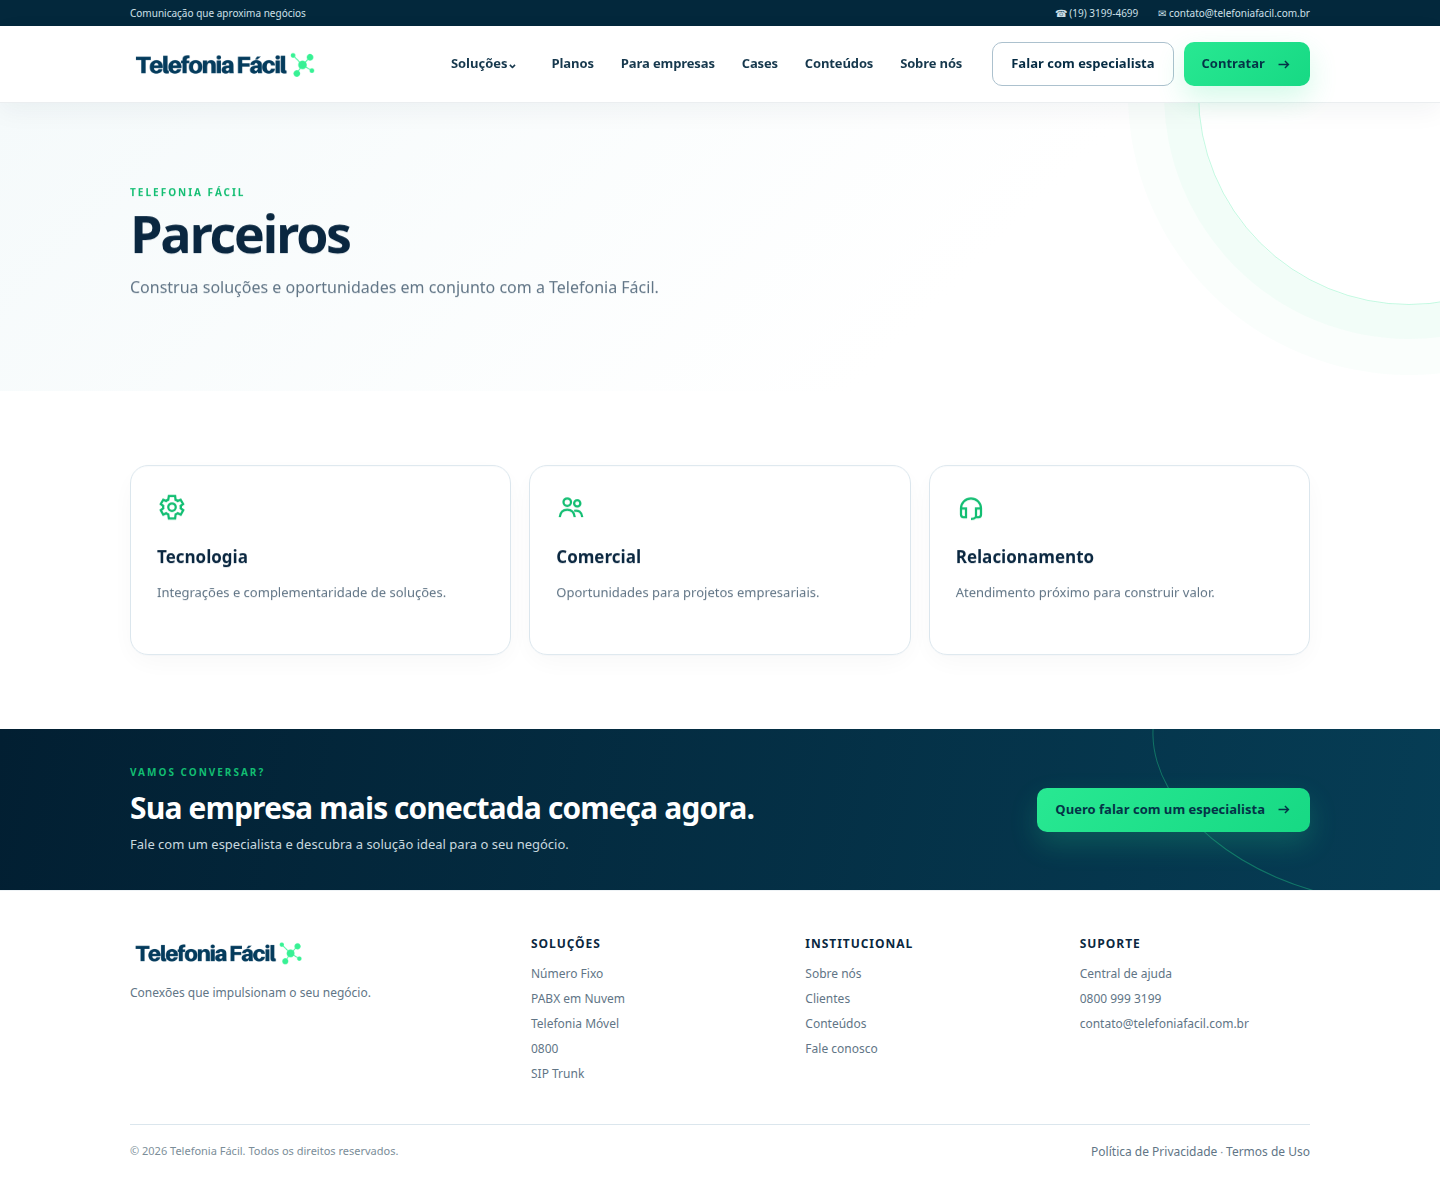 Comunicação que aproxima negócios
☎ (19) 3199-4699 ✉ contato@telefoniafacil.com.br
Telefonia Fácil
Soluções Planos Para empresas Cases Conteúdos Sobre nós Falar com especialista Contratar →
TELEFONIA FÁCIL
Parceiros
Construa soluções e oportunidades em conjunto com a Telefonia Fácil.
Tecnologia
Integrações e complementaridade de soluções.
Comercial
Oportunidades para projetos empresariais.
Relacionamento
Atendimento próximo para construir valor.
VAMOS CONVERSAR?
Sua empresa mais conectada começa agora.
Fale com um especialista e descubra a solução ideal para o seu negócio.
Quero falar com um especialista →
Telefonia Fácil
Conexões que impulsionam o seu negócio.
SOLUÇÕES
Número Fixo
PABX em Nuvem
Telefonia Móvel
0800
SIP Trunk
INSTITUCIONAL
Sobre nós
Clientes
Conteúdos
Fale conosco
SUPORTE
Central de ajuda
0800 999 3199
contato@telefoniafacil.com.br
© 2026 Telefonia Fácil. Todos os direitos reservados.
Política de Privacidade · Termos de Uso